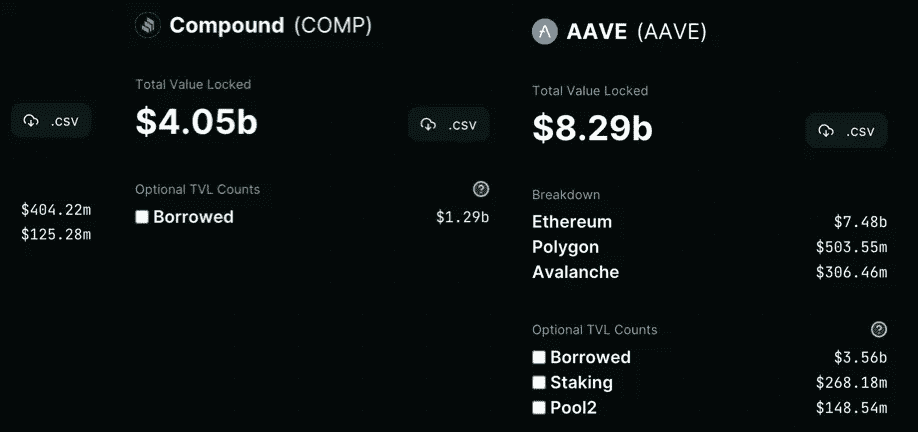 .csv
$404.22m
$125.28m
Compound (COMP)
Total Value Locked
$4.05b
.csv
Optional TVL Counts
?
Borrowed $1.29b
AAVE (AAVE)
Total Value Locked
$8.29b
.csv
Breakdown
Ethereum $7.48b
Polygon $503.55m
Avalanche $306.46m
Optional TVL Counts
?
Borrowed $3.56b
Staking $268.18m
Pool2 $148.54m